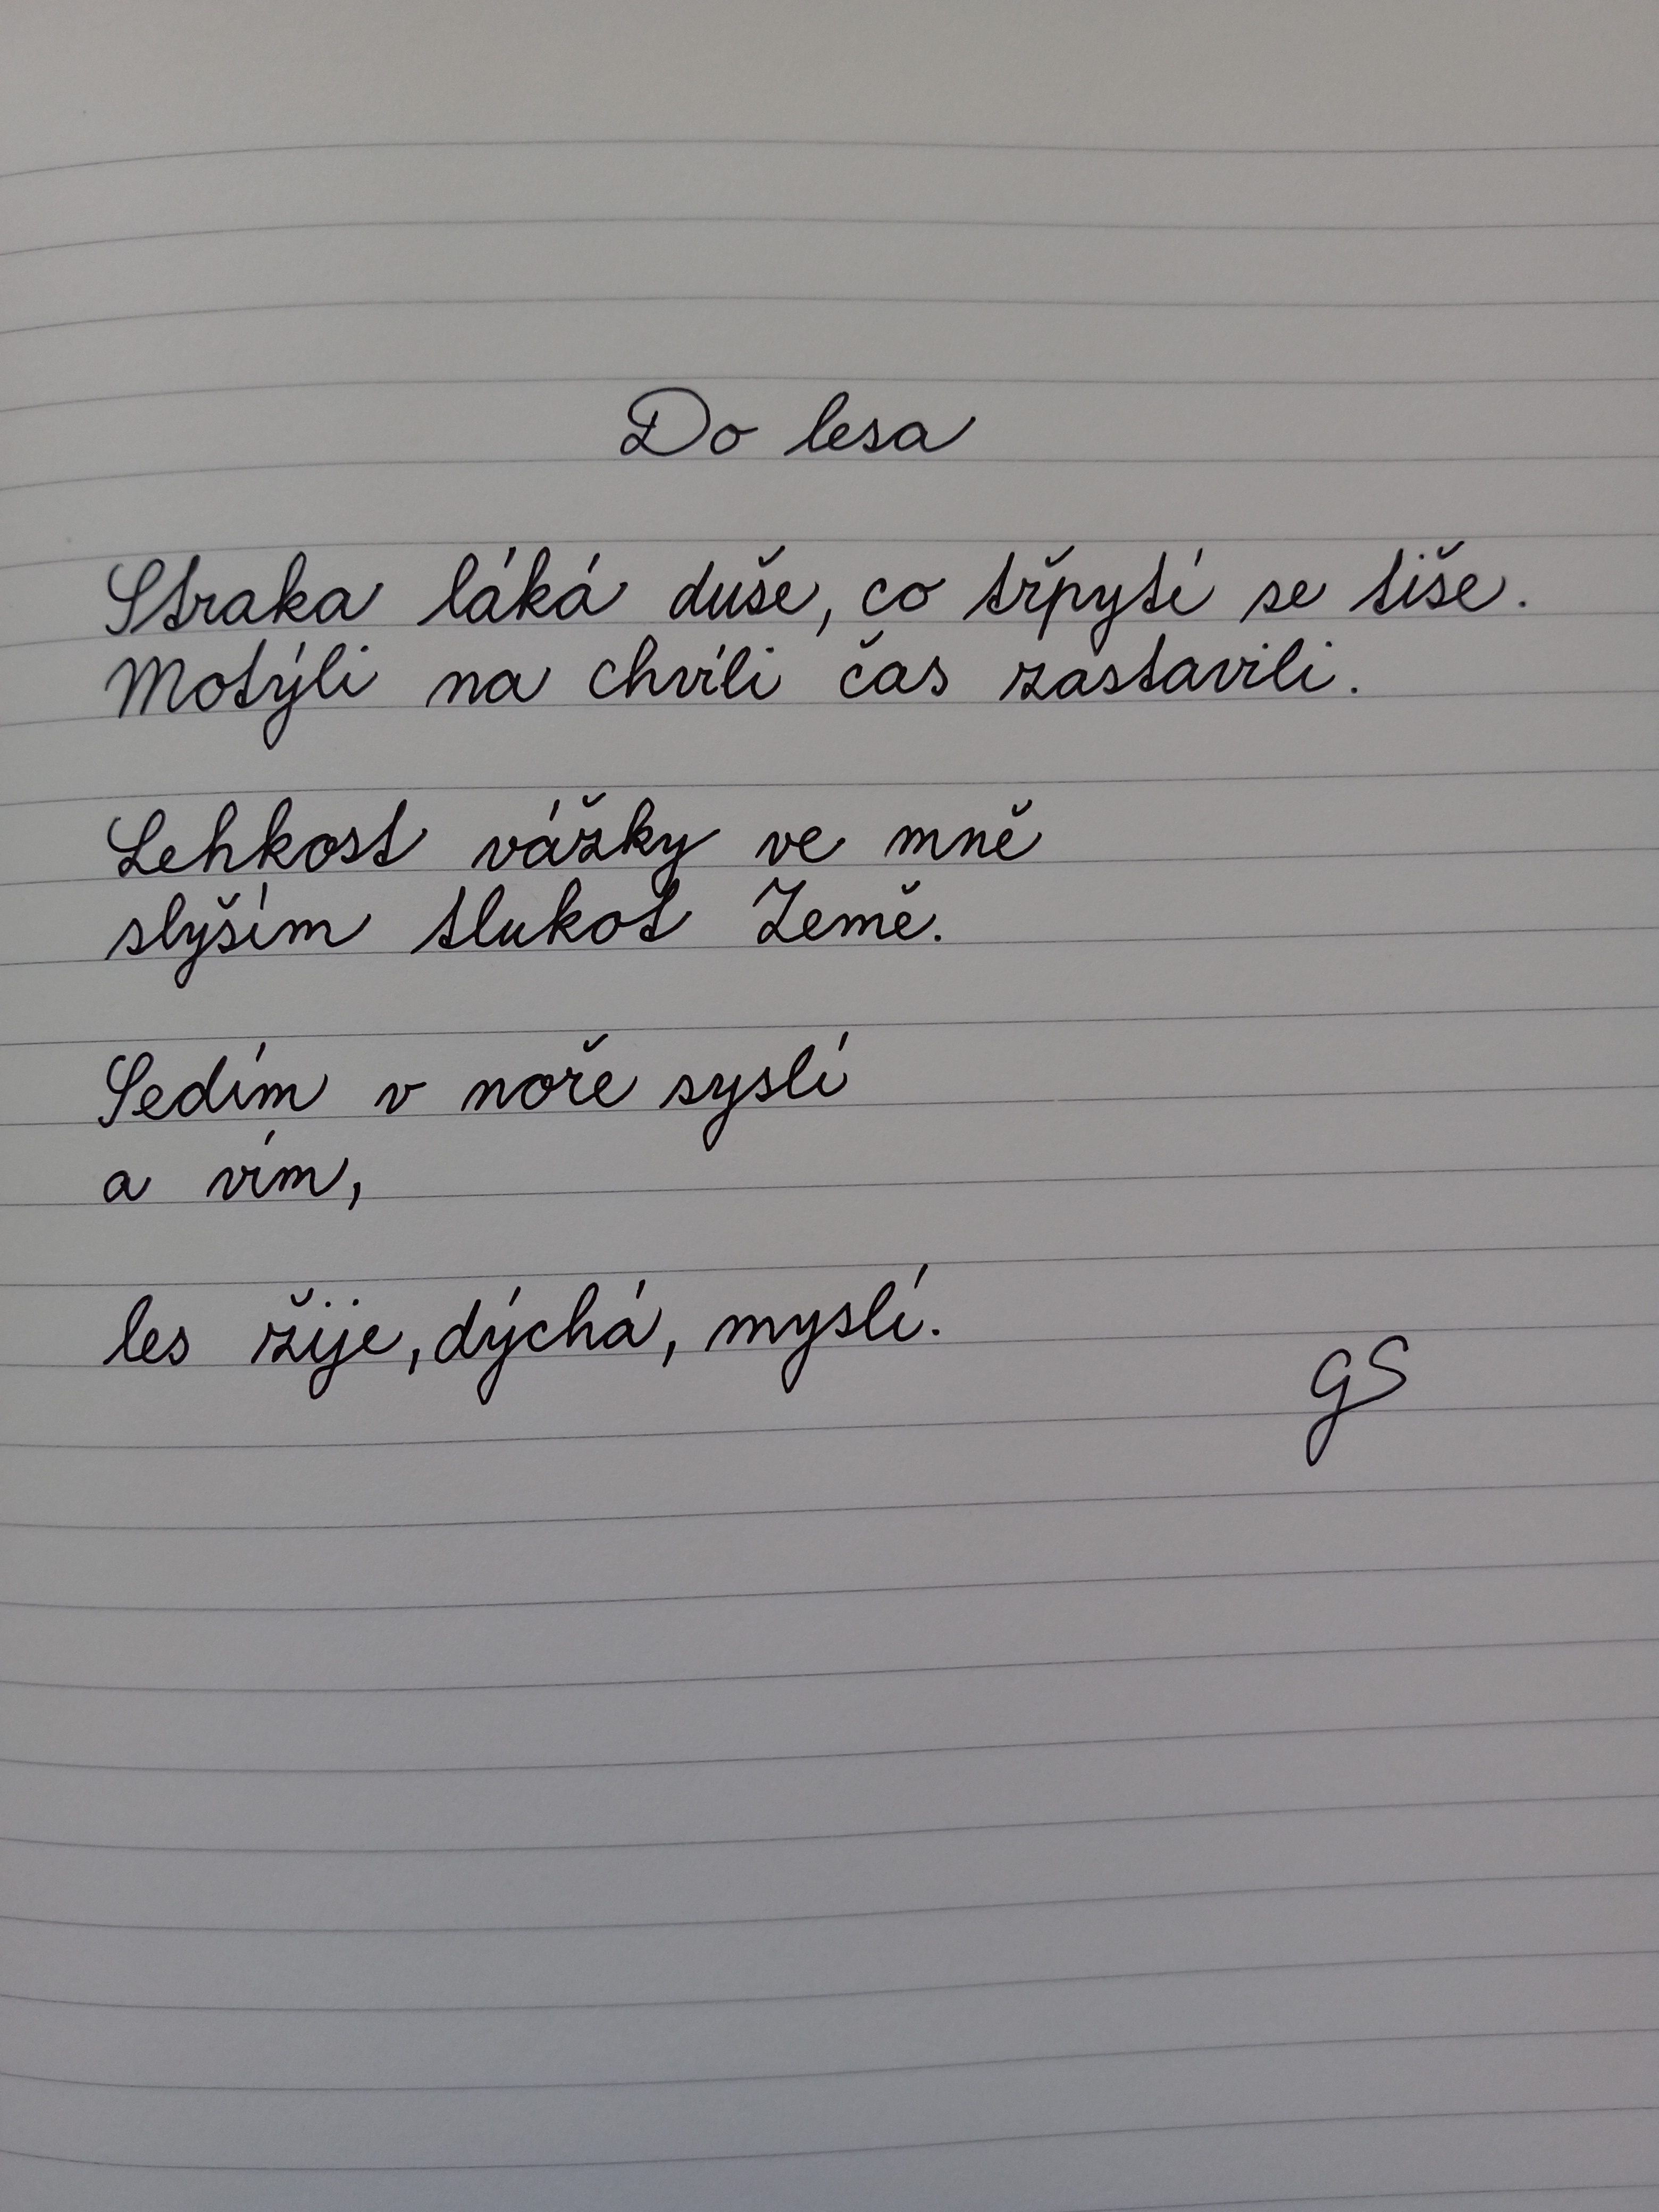 Do lesa
Straka láká duše, co třpytí se tiše.
Motýli na chvíli čas zastavili.
Lehkost vážky ve mně
slyším tlukot Země.
Sedím v noře syslí
a vím,
les žije, dýchá, myslí.
GS